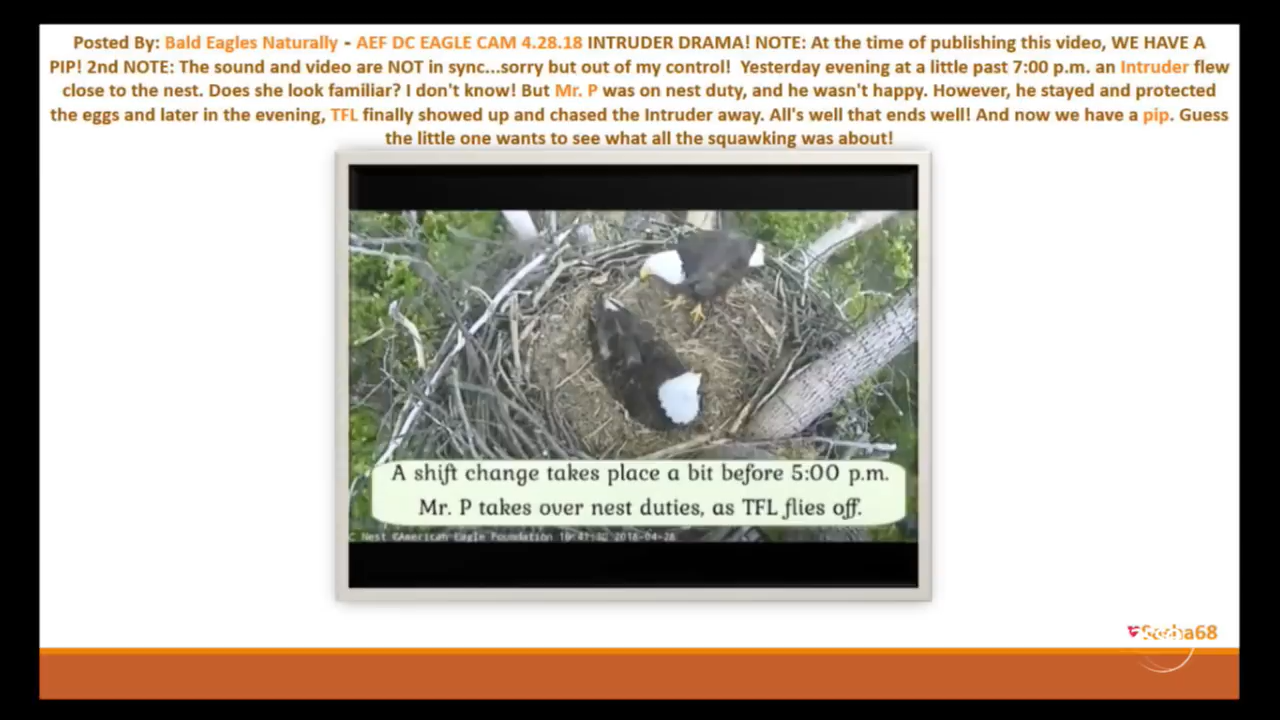 Posted By: Bald Eagles Naturally - AEF DC EAGLE CAM 4.28.18 INTRUDER DRAMA! NOTE: At the time of publishing this video, WE HAVE A
PIP! 2nd NOTE: The sound and video are NOT in sync...sorry but out of my control! Yesterday evening at a little past 7:00 p.m. an Intruder flew
close to the nest. Does she look familiar? I don't know! But Mr. P was on nest duty, and he wasn't happy. However, he stayed and protected
the eggs and later in the evening, TFL finally showed up and chased the Intruder away. All's well that ends well! And now we have a pip. Guess
the little one wants to see what all the squawking was about!
A shift change takes place a bit before 5:00 p.m.
Mr. P takes over nest duties, as TFL flies off.
C Nest ©American Eagle Foundation 2018-04-28